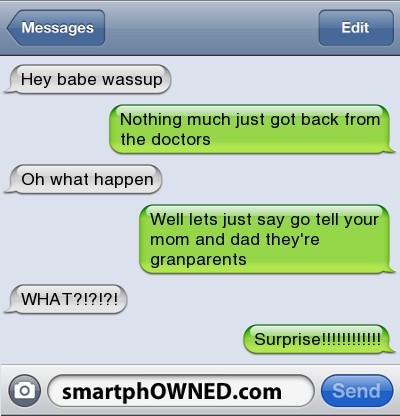 Messages
Edit
Hey babe wassup
Nothing much just got back from
the doctors
Oh what happen
Well lets just say go tell your
mom and dad they're
granparents
WHAT?!?!?!
Surprise!!!!!!!!!!!!
smartphOWNED.com
Send